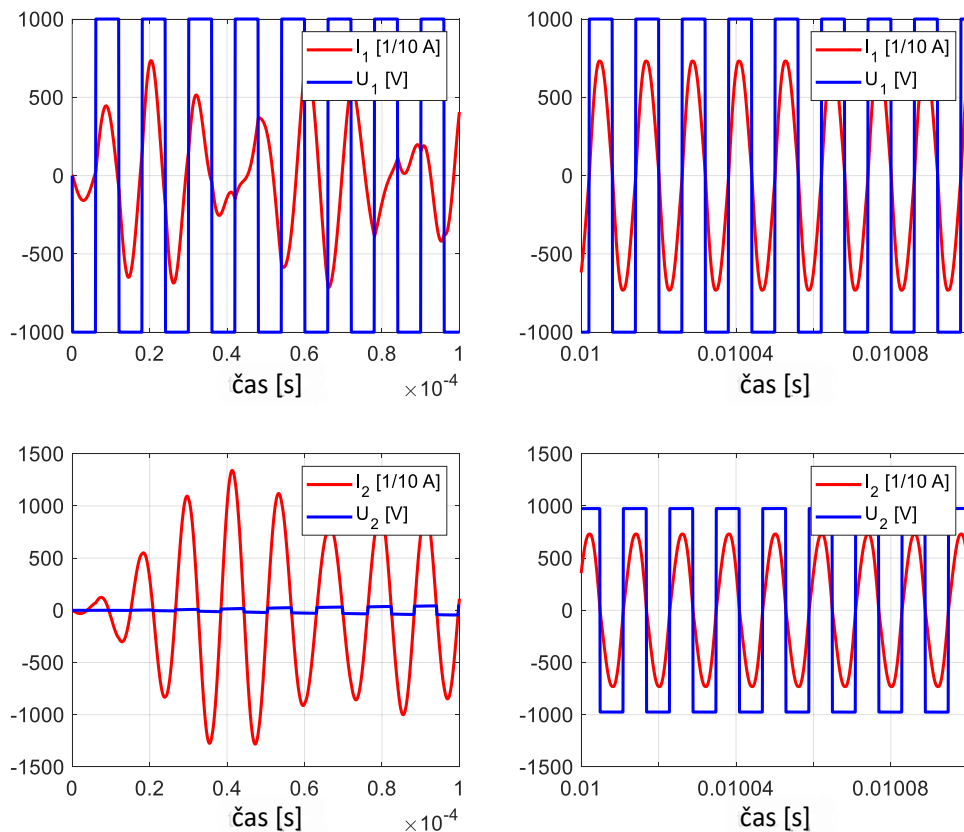 1000
500
0
-500
-1000
I₁ [1/10 A]
U₁ [V]
0 0.2 0.4 0.6 0.8 1
čas [s]
×10⁻⁴
1000
500
0
-500
-1000
I₁ [1/10 A]
U₁ [V]
0.01 0.01004 0.01008
čas [s]
1500
1000
500
0
-500
-1000
-1500
I₂ [1/10 A]
U₂ [V]
0 0.2 0.4 0.6 0.8 1
čas [s]
×10⁻⁴
1500
1000
500
0
-500
-1000
-1500
I₂ [1/10 A]
U₂ [V]
0.01 0.01004 0.01008
čas [s]